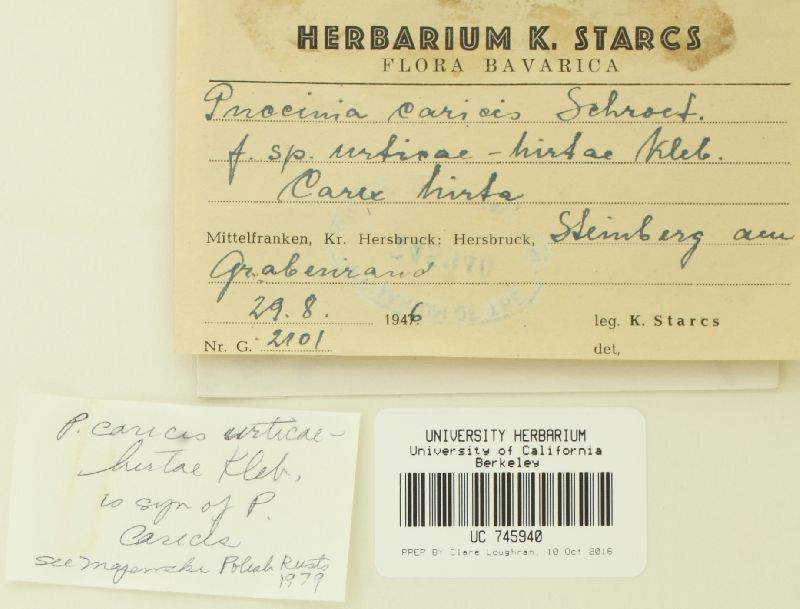 HERBARIUM K. STARCS
FLORA BAVARICA
Puccinia caricis Schroet.
f. sp. urticae-hirtae Kleb.
Carex hirta
Mittelfranken, Kr. Hersbruck: Hersbruck, Steinberg am
Grabenrand
29.8. 1946 leg. K. Starcs
Nr. G. 2101 det,
P. caricis urticae-
hirtae Kleb.
is syn of P.
Caricis
see Majewski Polish Rusts
1979
UNIVERSITY HERBARIUM
University of California
Berkeley
UC 745940
PREP BY Clare Loughran, 10 Oct 2016